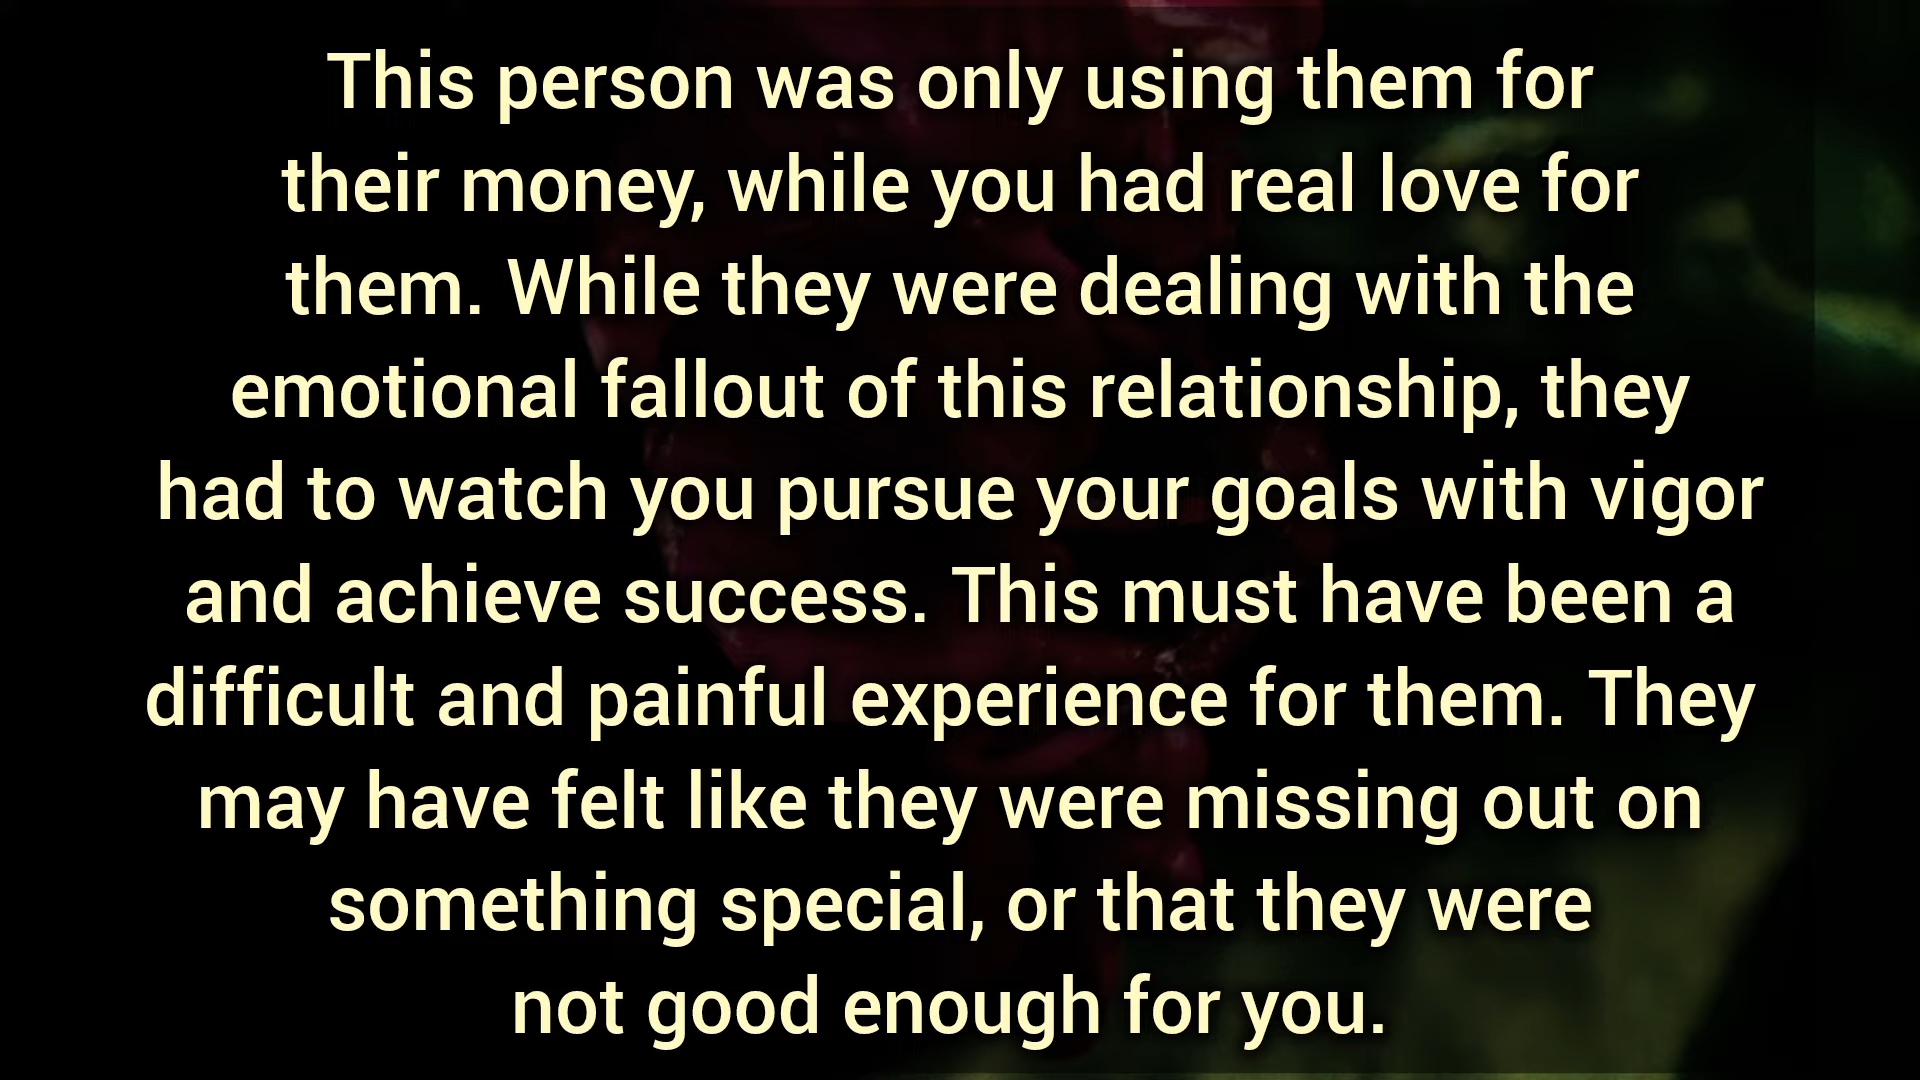 This person was only using them for
their money, while you had real love for
them. While they were dealing with the
emotional fallout of this relationship, they
had to watch you pursue your goals with vigor
and achieve success. This must have been a
difficult and painful experience for them. They
may have felt like they were missing out on
something special, or that they were
not good enough for you.